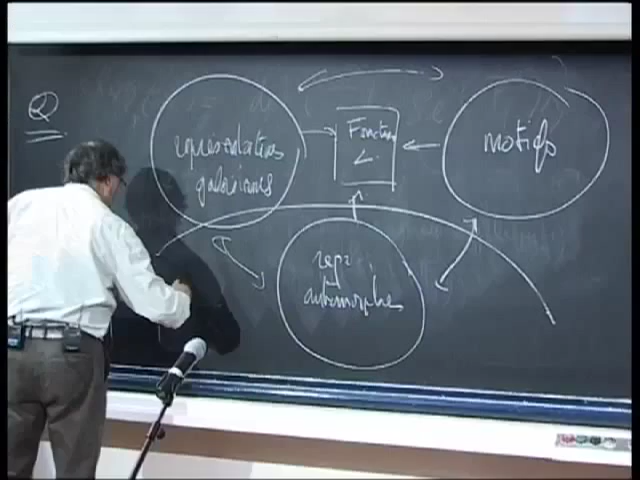 Q
représentations
galoisiennes
Fonctions
L
motifs
repr.
automorphes